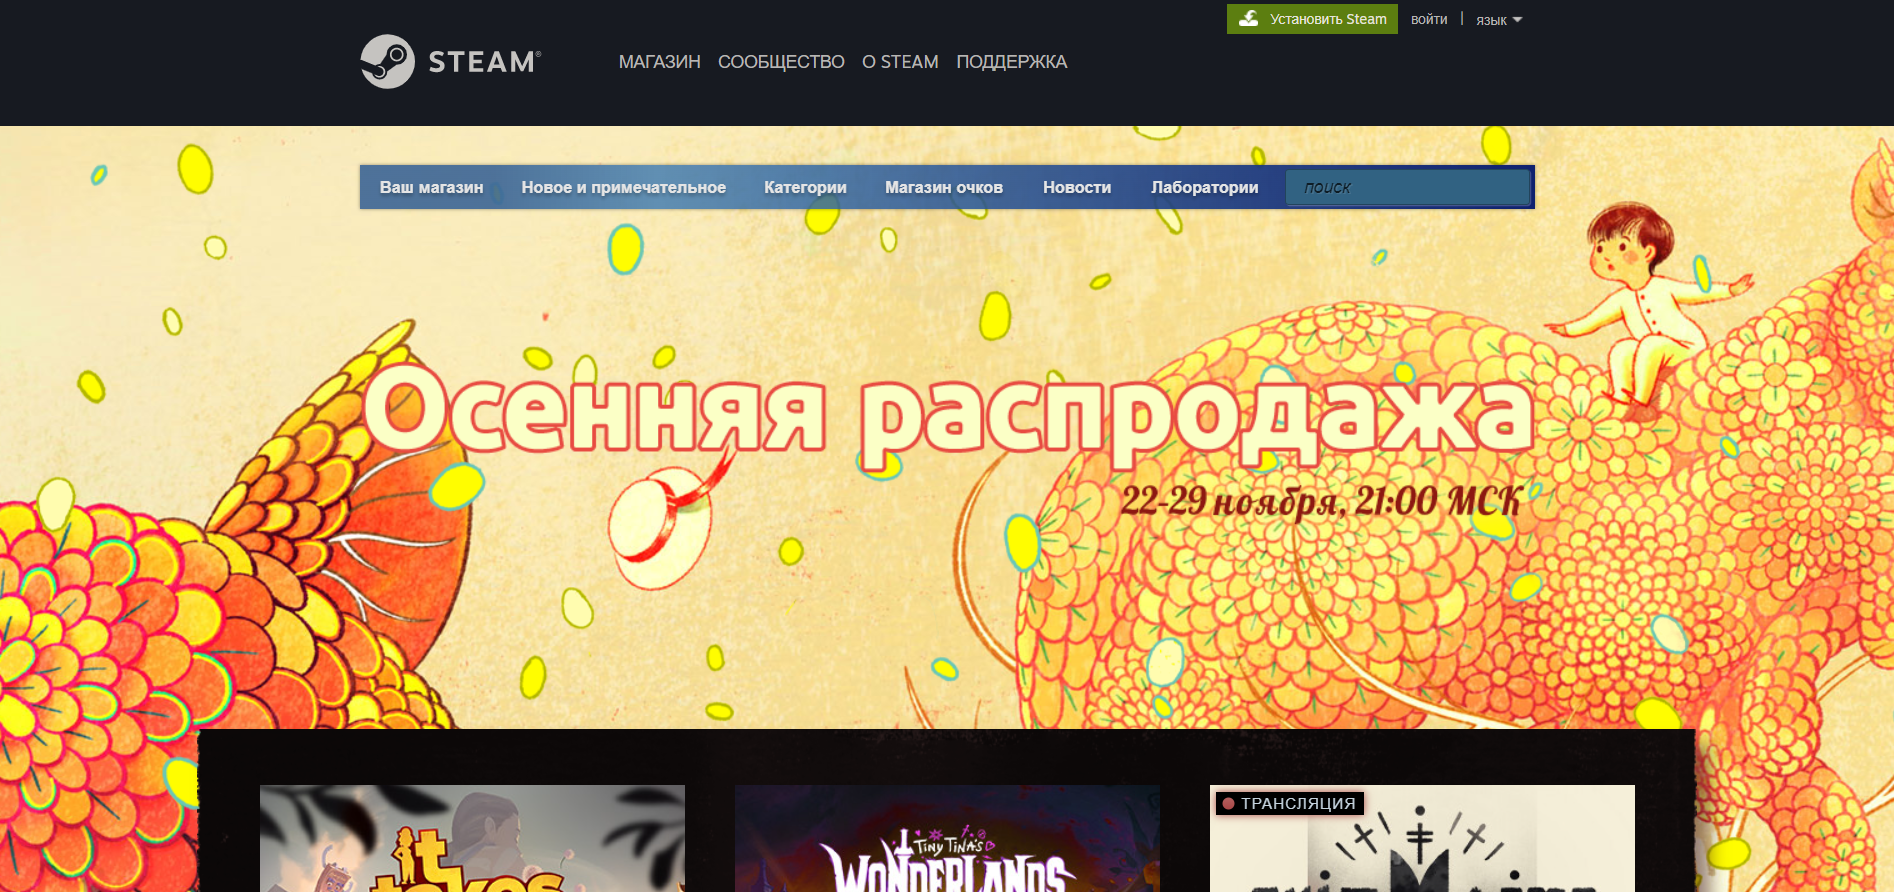 Установить Steam
войти | язык
STEAM®
МАГАЗИН СООБЩЕСТВО О STEAM ПОДДЕРЖКА
Ваш магазин Новое и примечательное Категории Магазин очков Новости Лаборатории поиск
Осенняя распродажа
22-29 ноября, 21:00 МСК
ТРАНСЛЯЦИЯ
it takes
TINY TINA'S
WONDERLANDS